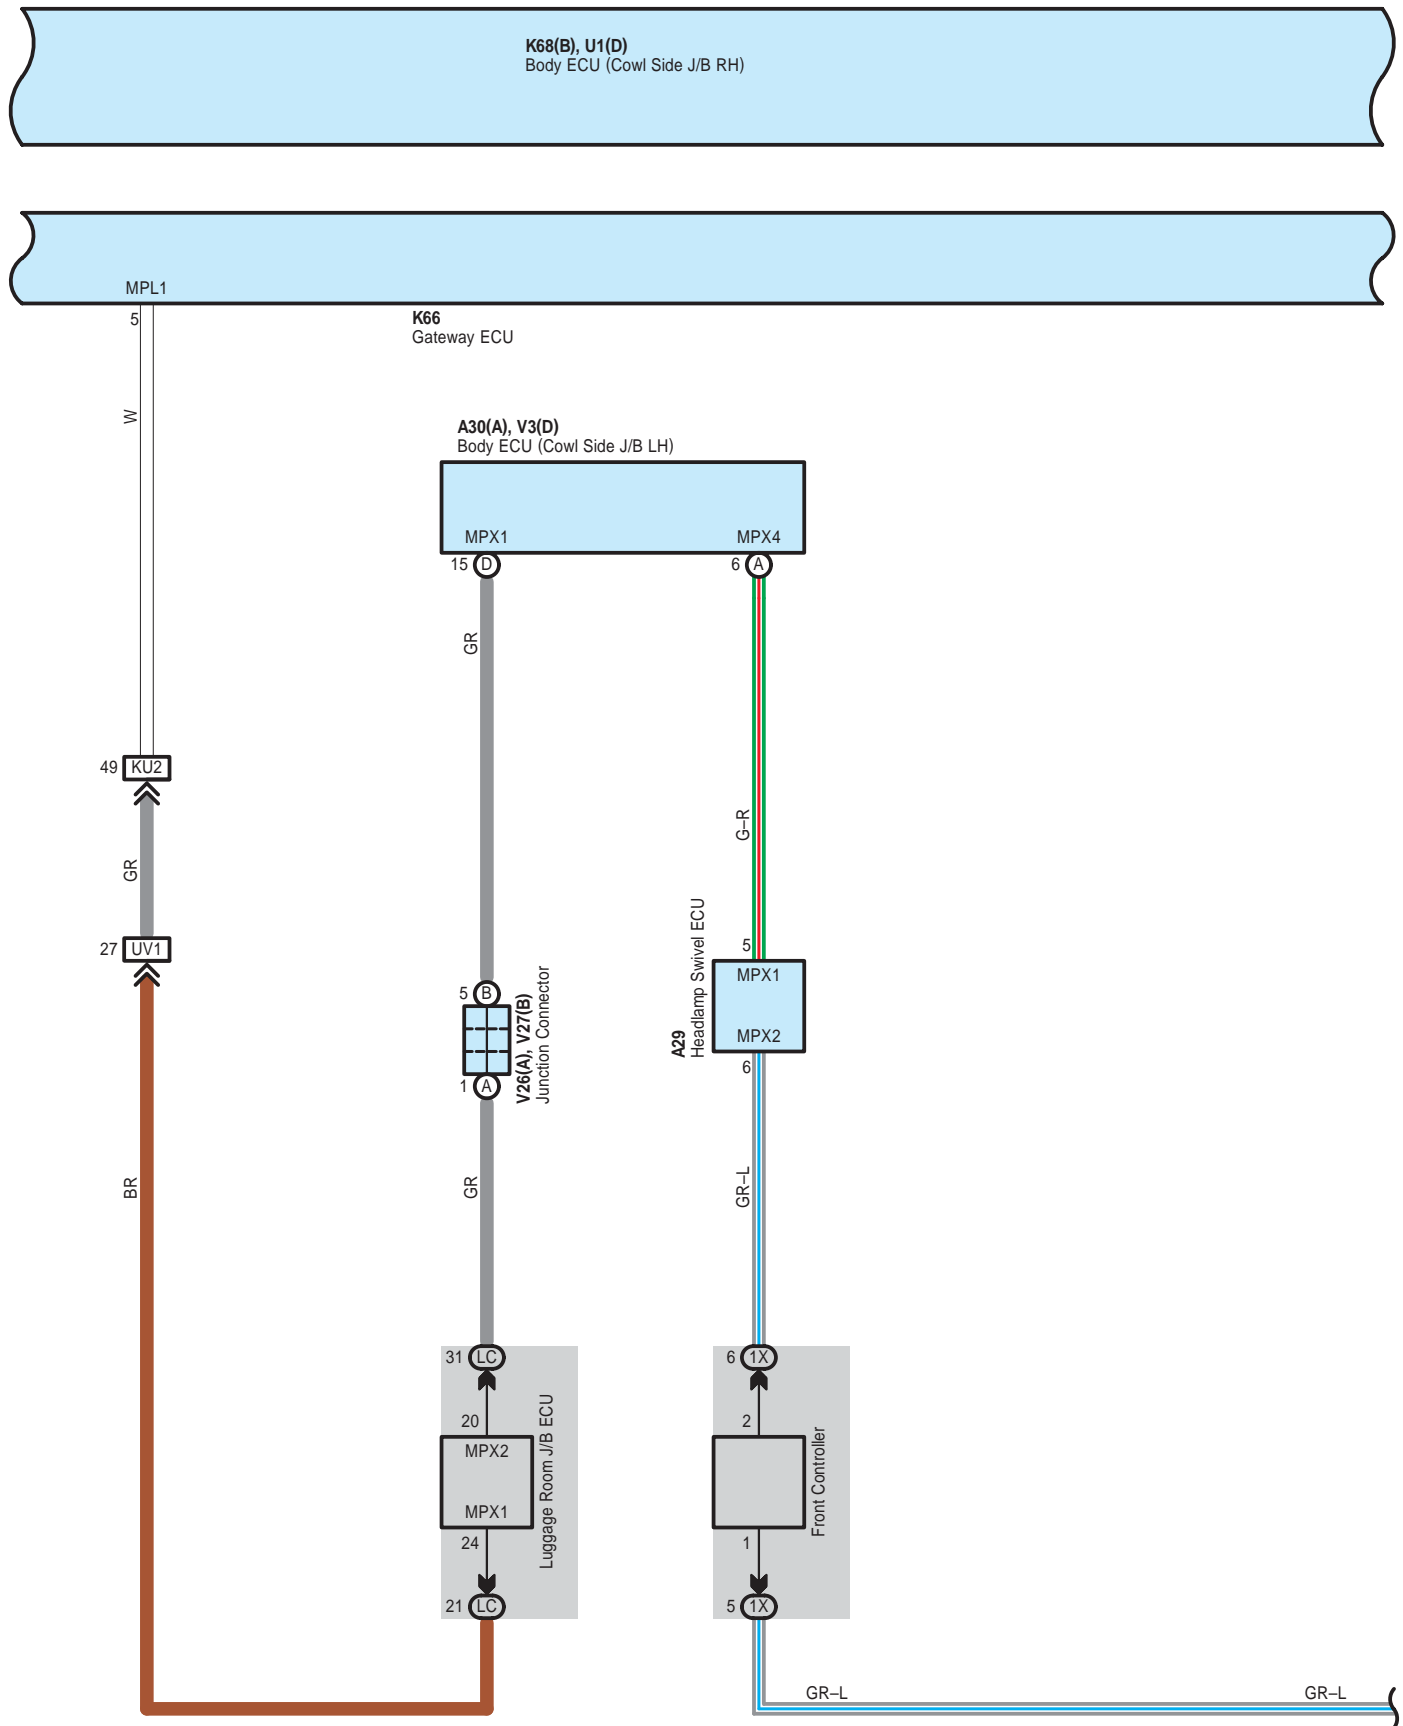 K68(B), U1(D)
Body ECU (Cowl Side J/B RH)
MPL1
5
K66
Gateway ECU
W
A30(A), V3(D)
Body ECU (Cowl Side J/B LH)
MPX1
MPX4
15 D
6 A
GR
49 KU2
G–R
GR
27 UV1
5
MPX1
MPX2
6
A29
Headlamp Swivel ECU
5 B
V26(A), V27(B)
Junction Connector
1 A
BR
GR
GR–L
31 LC
6 1X
20
MPX2
MPX1
24
Luggage Room J/B ECU
2
1
Front Controller
21 LC
5 1X
GR–L
GR–L